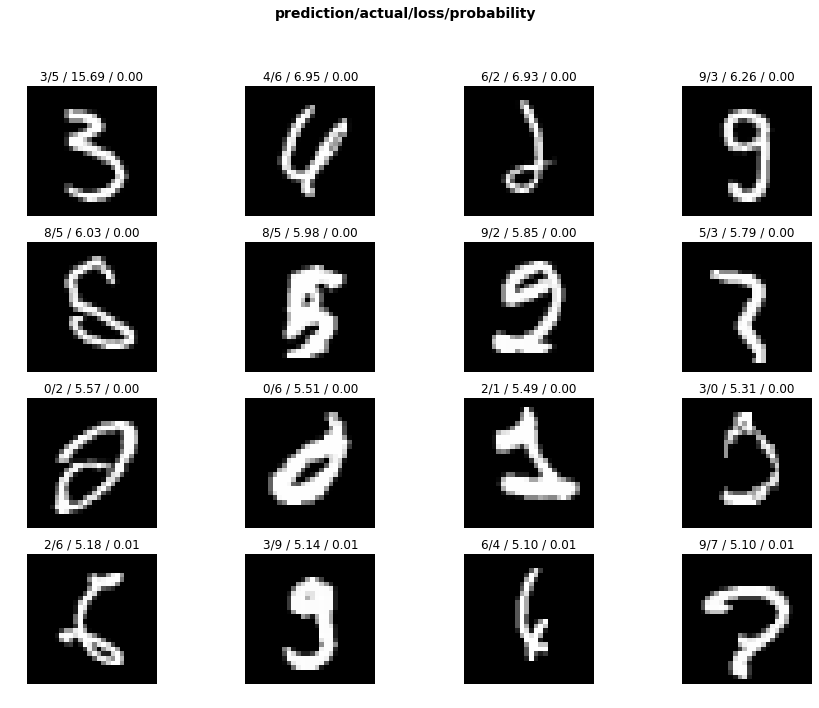 prediction/actual/loss/probability
3/5 / 15.69 / 0.00
4/6 / 6.95 / 0.00
6/2 / 6.93 / 0.00
9/3 / 6.26 / 0.00
8/5 / 6.03 / 0.00
8/5 / 5.98 / 0.00
9/2 / 5.85 / 0.00
5/3 / 5.79 / 0.00
0/2 / 5.57 / 0.00
0/6 / 5.51 / 0.00
2/1 / 5.49 / 0.00
3/0 / 5.31 / 0.00
2/6 / 5.18 / 0.01
3/9 / 5.14 / 0.01
6/4 / 5.10 / 0.01
9/7 / 5.10 / 0.01